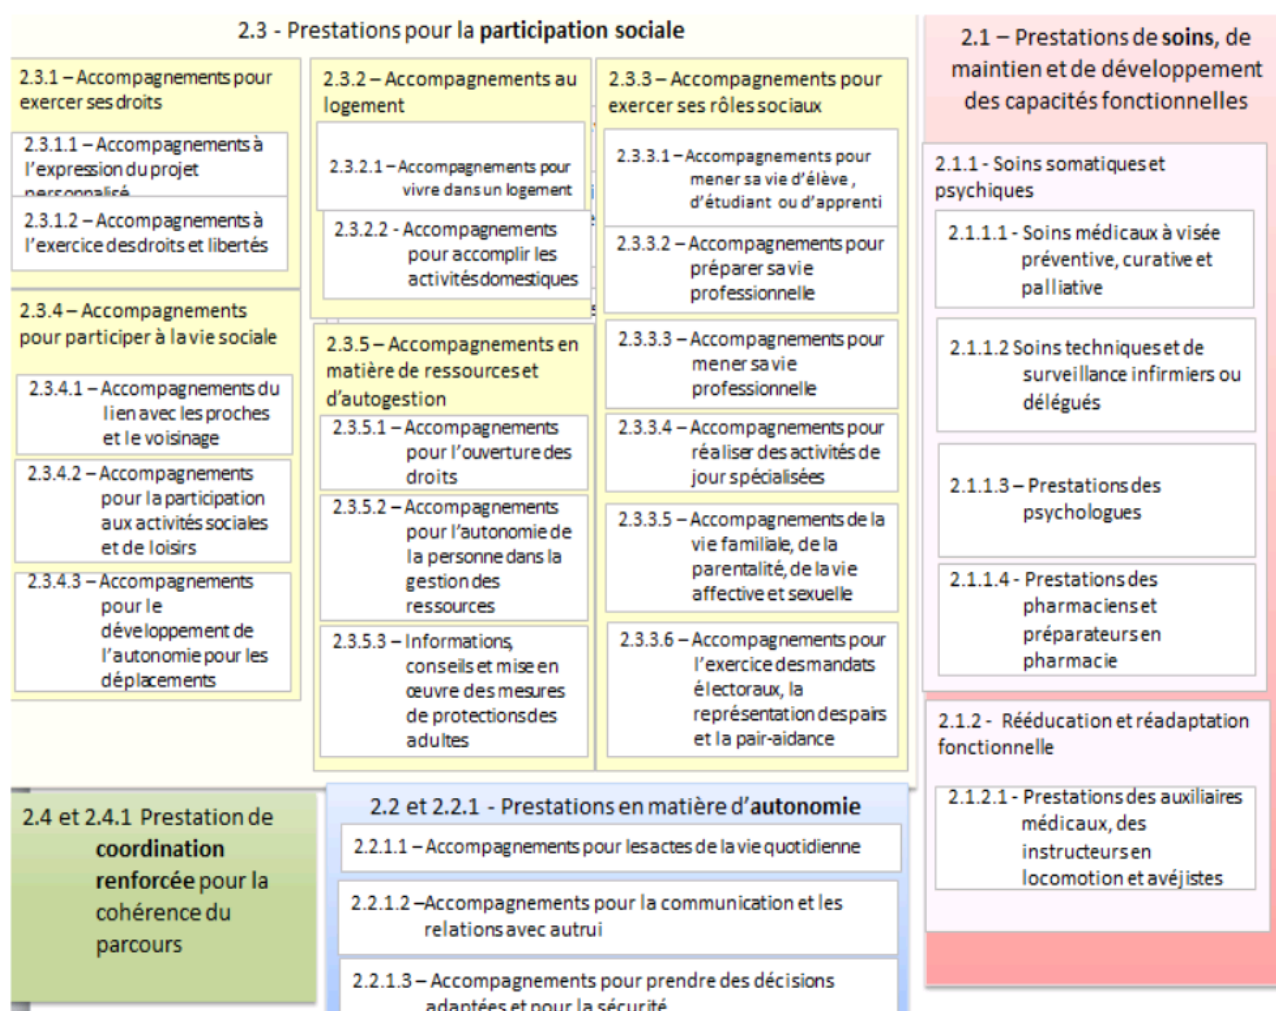 2.3 - Prestations pour la participation sociale
2.3.1 – Accompagnements pour
exercer ses droits
2.3.1.1 – Accompagnements à
l'expression du projet
personnalisé
2.3.1.2 – Accompagnements à
l'exercice des droits et libertés
2.3.4 – Accompagnements
pour participer à la vie sociale
2.3.4.1 – Accompagnements du
lien avec les proches
et le voisinage
2.3.4.2 – Accompagnements
pour la participation
aux activités sociales
et de loisirs
2.3.4.3 – Accompagnements
pour le
développement de
l'autonomie pour les
déplacements
2.3.2 – Accompagnements au
logement
2.3.2.1 – Accompagnements pour
vivre dans un logement
2.3.2.2 - Accompagnements
pour accomplir les
activités domestiques
2.3.5 – Accompagnements en
matière de ressources et
d'autogestion
2.3.5.1 – Accompagnements
pour l'ouverture des
droits
2.3.5.2 – Accompagnements
pour l'autonomie de
la personne dans la
gestion des
ressources
2.3.5.3 – Informations,
conseils et mise en
œuvre des mesures
de protections des
adultes
2.3.3 – Accompagnements pour
exercer ses rôles sociaux
2.3.3.1 – Accompagnements pour
mener sa vie d'élève ,
d'étudiant ou d'apprenti
2.3.3.2 – Accompagnements pour
préparer sa vie
professionnelle
2.3.3.3 – Accompagnements pour
mener sa vie
professionnelle
2.3.3.4 – Accompagnements pour
réaliser des activités de
jour spécialisées
2.3.3.5 – Accompagnements de la
vie familiale, de la
parentalité, de la vie
affective et sexuelle
2.3.3.6 – Accompagnements pour
l'exercice des mandats
électoraux, la
représentation des pairs
et la pair-aidance
2.1 – Prestations de soins, de
maintien et de développement
des capacités fonctionnelles
2.1.1 - Soins somatiques et
psychiques
2.1.1.1 - Soins médicaux à visée
préventive, curative et
palliative
2.1.1.2 Soins techniques et de
surveillance infirmiers ou
délégués
2.1.1.3 – Prestations des
psychologues
2.1.1.4 - Prestations des
pharmaciens et
préparateurs en
pharmacie
2.1.2 - Rééducation et réadaptation
fonctionnelle
2.1.2.1 - Prestations des auxiliaires
médicaux, des
instructeurs en
locomotion et avéjistes
2.4 et 2.4.1 Prestation de
coordination
renforcée pour la
cohérence du
parcours
2.2 et 2.2.1 - Prestations en matière d'autonomie
2.2.1.1 – Accompagnements pour les actes de la vie quotidienne
2.2.1.2 –Accompagnements pour la communication et les
relations avec autrui
2.2.1.3 – Accompagnements pour prendre des décisions
adaptées et pour la sécurité